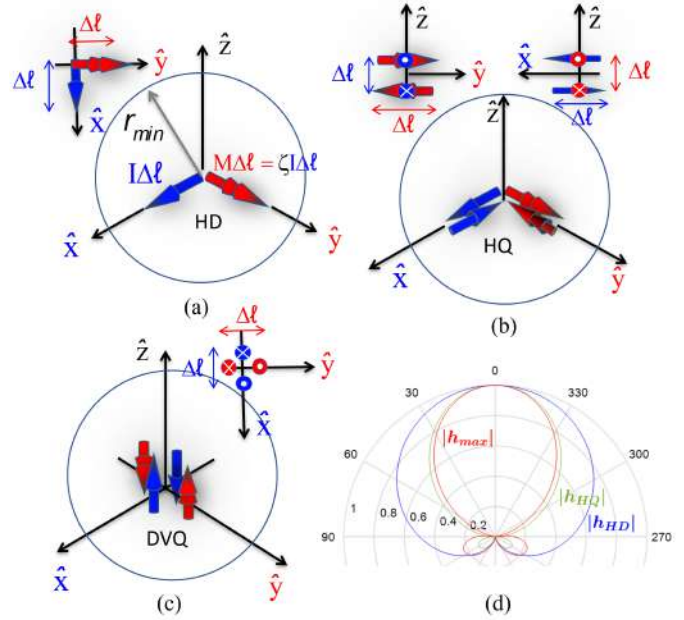 Δℓ
ŷ
Δℓ
x̂
ẑ
r_min
IΔℓ
MΔℓ = ζIΔℓ
HD
x̂
ŷ
(a)
ẑ
Δℓ
ŷ
Δℓ
ẑ
x̂
Δℓ
Δℓ
ẑ
HQ
x̂
ŷ
(b)
ẑ
Δℓ
Δℓ
ŷ
x̂
DVQ
x̂
ŷ
(c)
0
30
330
60
300
90
270
1
0.8
0.6
0.4
0.2
|h_max|
|h_HQ|
|h_HD|
(d)